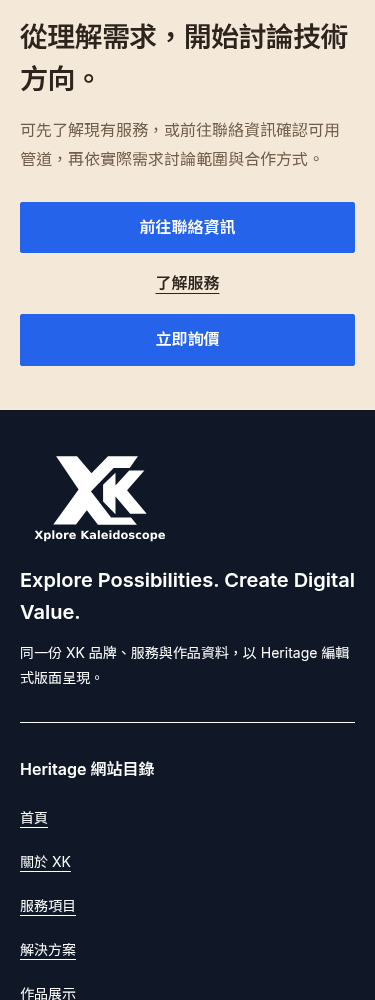 從理解需求，開始討論技術
方向。
可先了解現有服務，或前往聯絡資訊確認可用
管道，再依實際需求討論範圍與合作方式。
前往聯絡資訊
了解服務
立即詢價
XK
Xplore Kaleidoscope
Explore Possibilities. Create Digital
Value.
同一份 XK 品牌、服務與作品資料，以 Heritage 編輯
式版面呈現。
Heritage 網站目錄
首頁
關於 XK
服務項目
解決方案
作品展示